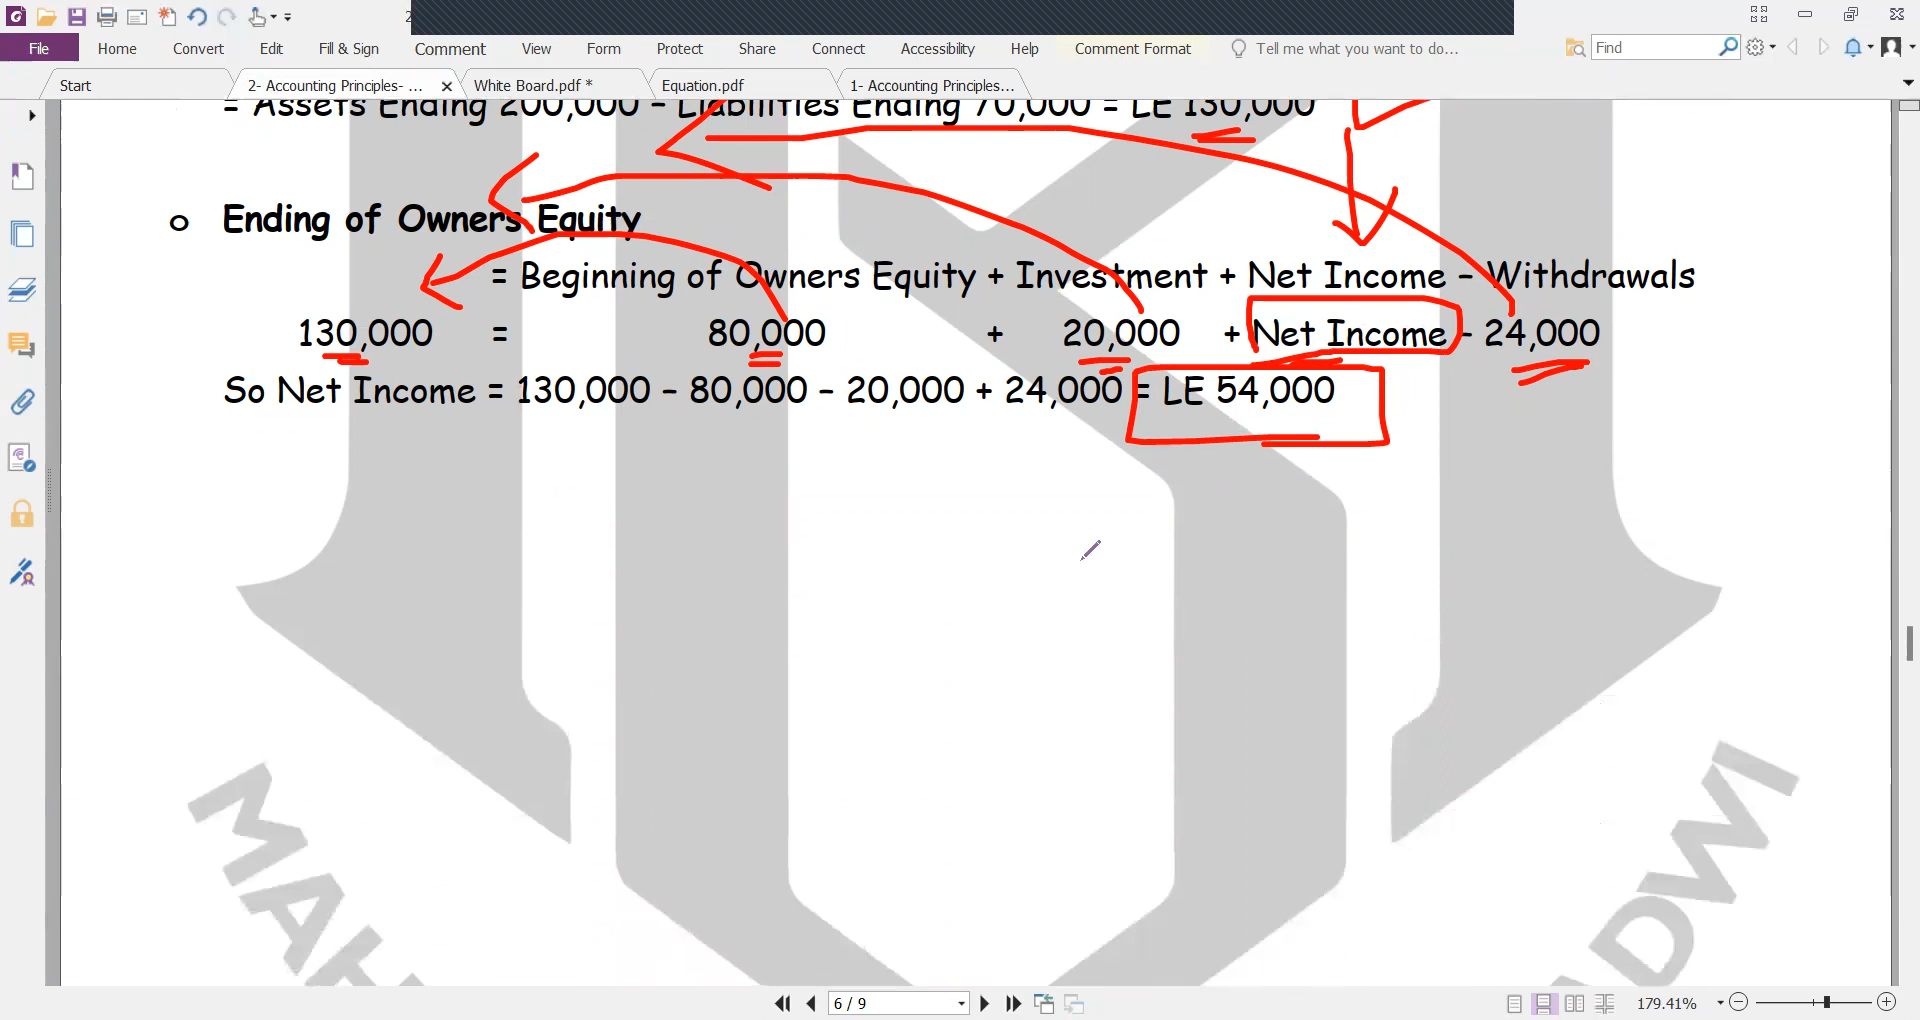 2
File Home Convert Edit Fill & Sign Comment View Form Protect Share Connect Accessibility Help Comment Format Tell me what you want to do... Find
Start 2- Accounting Principles- ... White Board.pdf * Equation.pdf 1- Accounting Principles...
= Assets Ending 200,000 – Liabilities Ending 70,000 = LE 130,000
o Ending of Owners Equity
= Beginning of Owners Equity + Investment + Net Income – Withdrawals
130,000 = 80,000 + 20,000 + Net Income – 24,000
So Net Income = 130,000 – 80,000 – 20,000 + 24,000 = LE 54,000
MAH
ADWI
6 / 9 179.41%